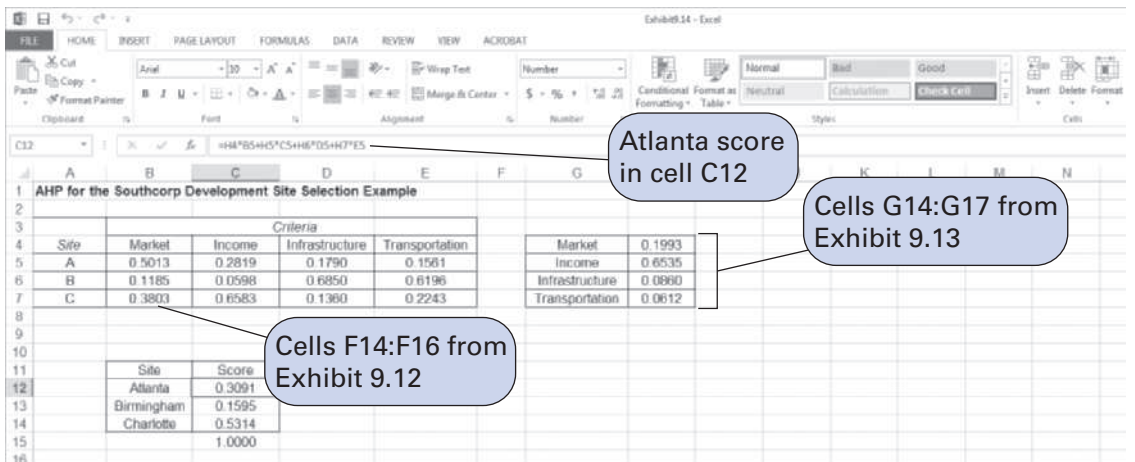 Exhibit9.14 - Excel
FILE HOME INSERT PAGE LAYOUT FORMULAS DATA REVIEW VIEW ACROBAT
Cut
Copy
Format Painter
Paste
Arial 10
B I U
Wrap Text
Merge & Center
Number
$ % ,
Conditional Formatting
Format as Table
Normal Bad Good
Neutral Calculation Check Cell
Insert Delete Format
Clipboard Font Alignment Number Styles Cells
C12 fx =H4*B5+H5*C5+H6*D5+H7*E5
Atlanta score
in cell C12
A B C D E F G K L M N
1 AHP for the Southcorp Development Site Selection Example
2
3 Criteria
4 Site Market Income Infrastructure Transportation Market 0.1993
5 A 0.5013 0.2819 0.1790 0.1561 Income 0.6535
6 B 0.1185 0.0598 0.6850 0.6196 Infrastructure 0.0860
7 C 0.3803 0.6583 0.1360 0.2243 Transportation 0.0612
Cells G14:G17 from
Exhibit 9.13
8
9
10
11 Site Score
12 Atlanta 0.3091
13 Birmingham 0.1595
14 Charlotte 0.5314
15 1.0000
16
Cells F14:F16 from
Exhibit 9.12